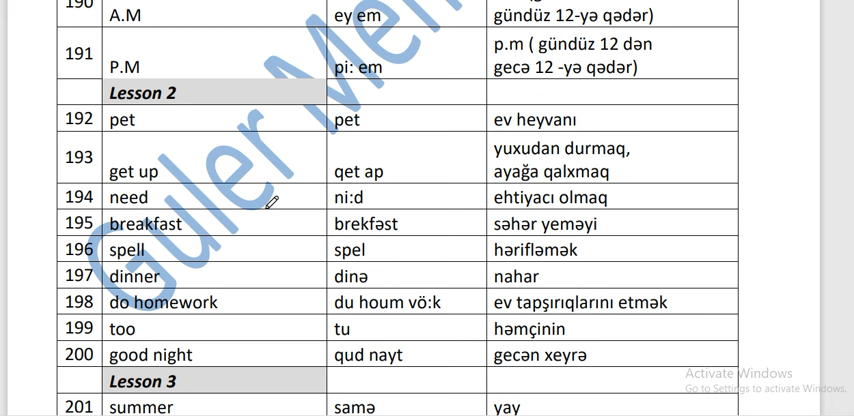 190 A.M ey em gündüz 12-yə qədər)
p.m ( gündüz 12 dən
191 P.M pi: em gecə 12 -yə qədər)
Lesson 2
192 pet pet ev heyvanı
yuxudan durmaq,
193 get up qet ap ayağa qalxmaq
194 need ni:d ehtiyacı olmaq
195 breakfast brekfəst səhər yeməyi
196 spell spel hərifləmək
197 dinner dinə nahar
198 do homework du houm vö:k ev tapşırıqlarını etmək
199 too tu həmçinin
200 good night qud nayt gecən xeyrə
Lesson 3
201 summer samə yay
Guler Me
Activate Windows
Go to Settings to activate Windows.